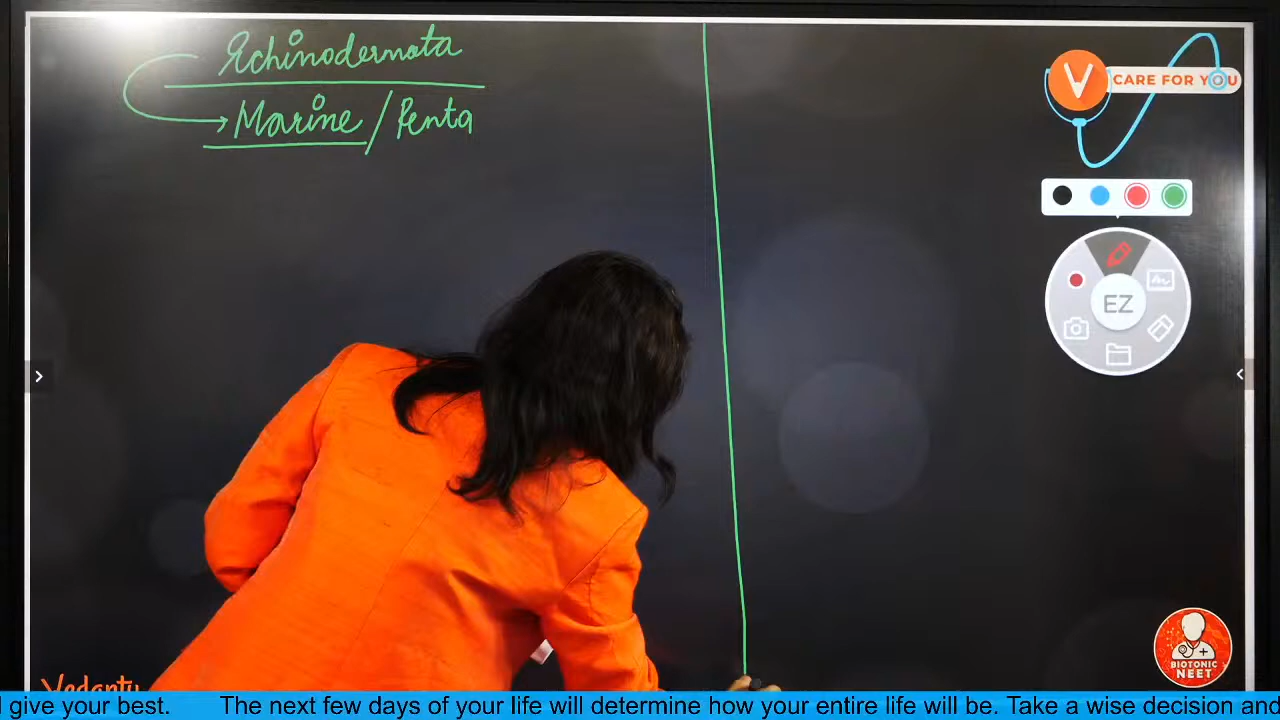 Echinodermata
Marine / Penta
V CARE FOR YOU
EZ
BIOTONIC
NEET
Vedantu
give your best. The next few days of your life will determine how your entire life will be. Take a wise decision and